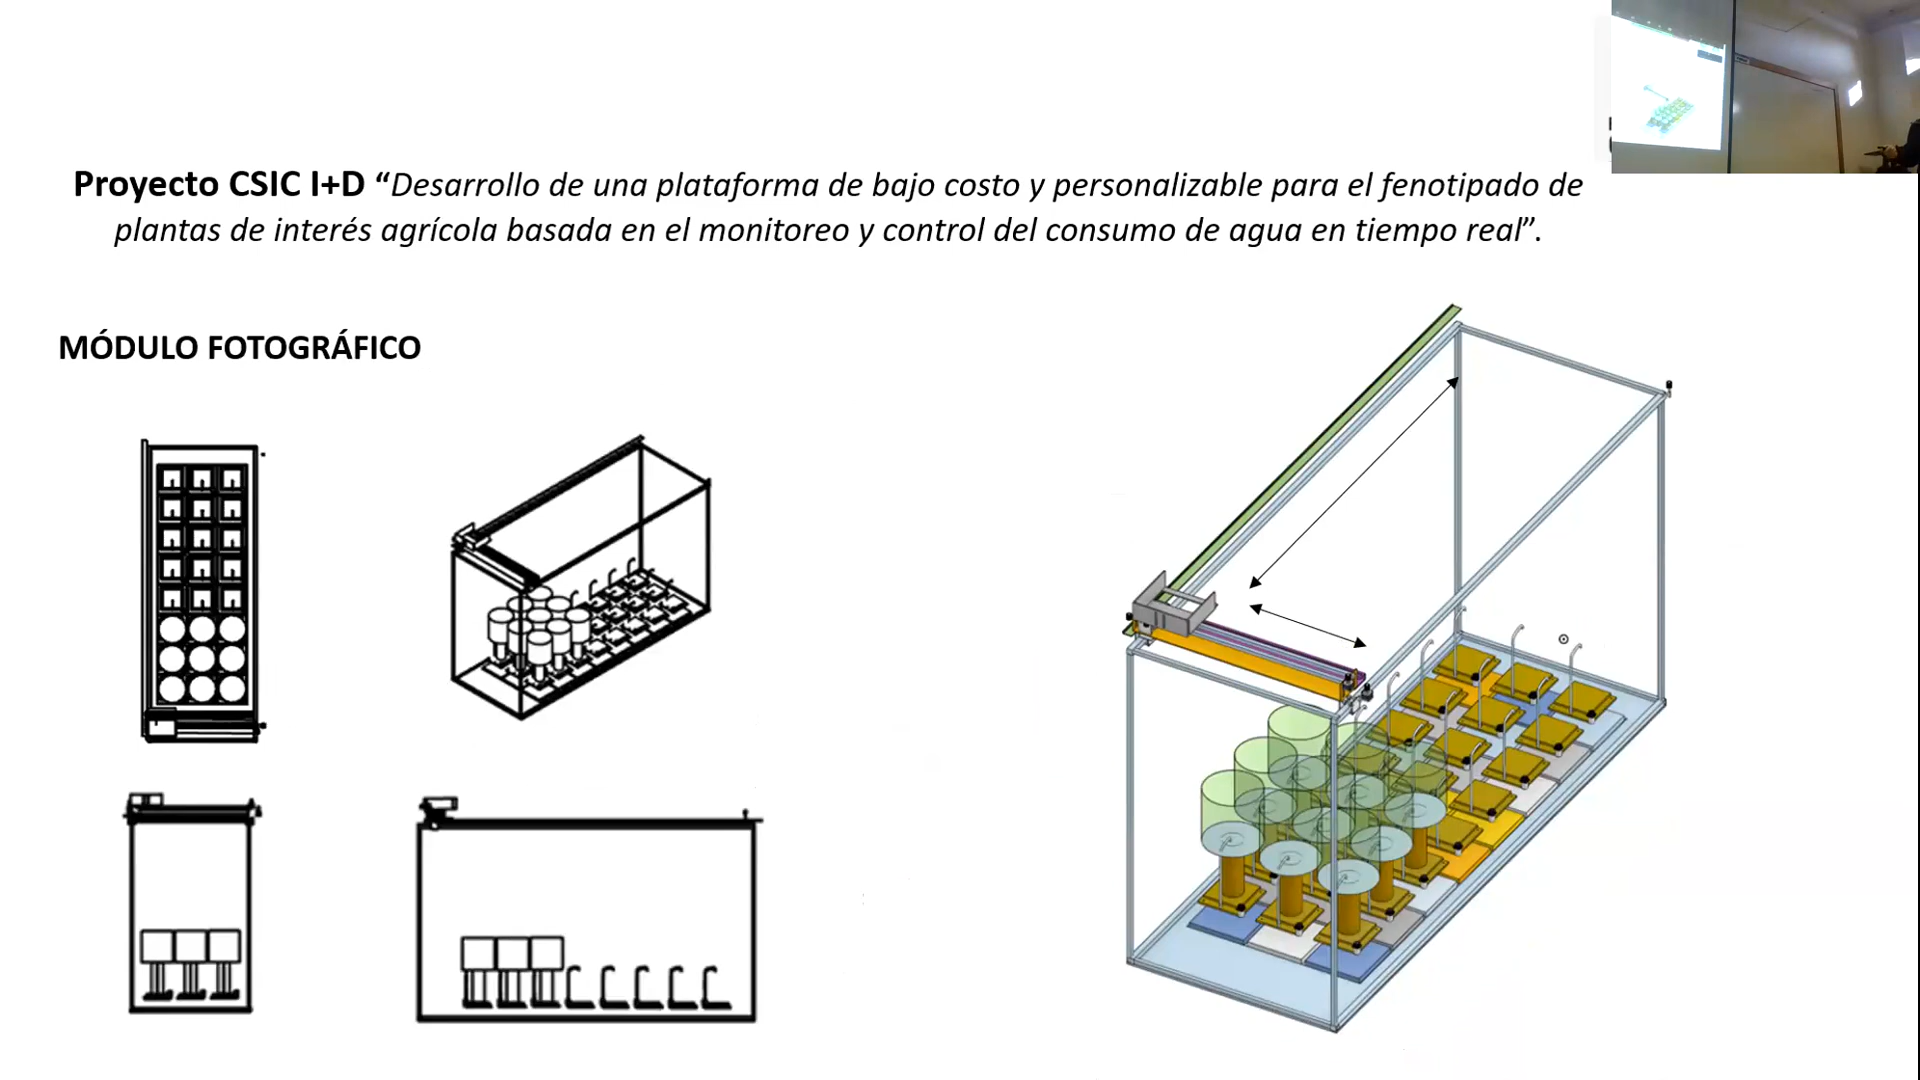 Proyecto CSIC I+D “Desarrollo de una plataforma de bajo costo y personalizable para el fenotipado de
plantas de interés agrícola basada en el monitoreo y control del consumo de agua en tiempo real”.
MÓDULO FOTOGRÁFICO